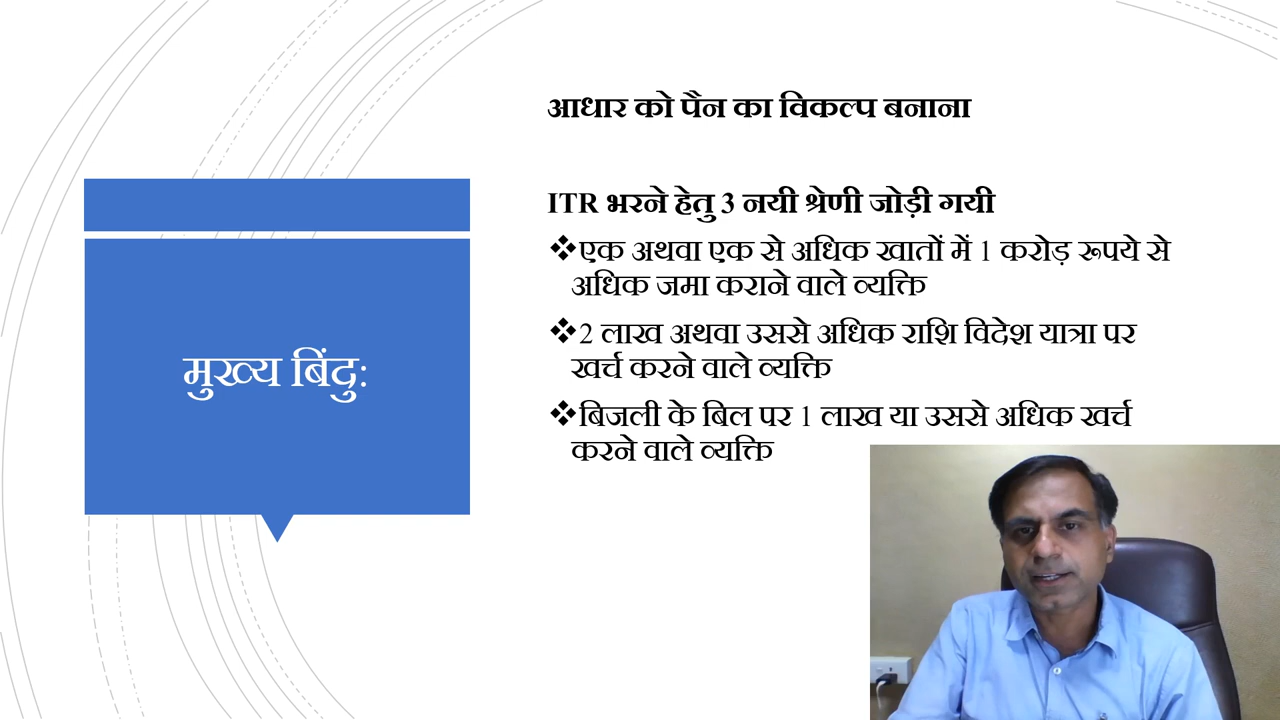 आधार को पैन का विकल्प बनाना
ITR भरने हेतु 3 नयी श्रेणी जोड़ी गयी
❖एक अथवा एक से अधिक खातों में 1 करोड़ रूपये से
अधिक जमा कराने वाले व्यक्ति
❖2 लाख अथवा उससे अधिक राशि विदेश यात्रा पर
खर्च करने वाले व्यक्ति
❖बिजली के बिल पर 1 लाख या उससे अधिक खर्च
करने वाले व्यक्ति
मुख्य बिंदु: